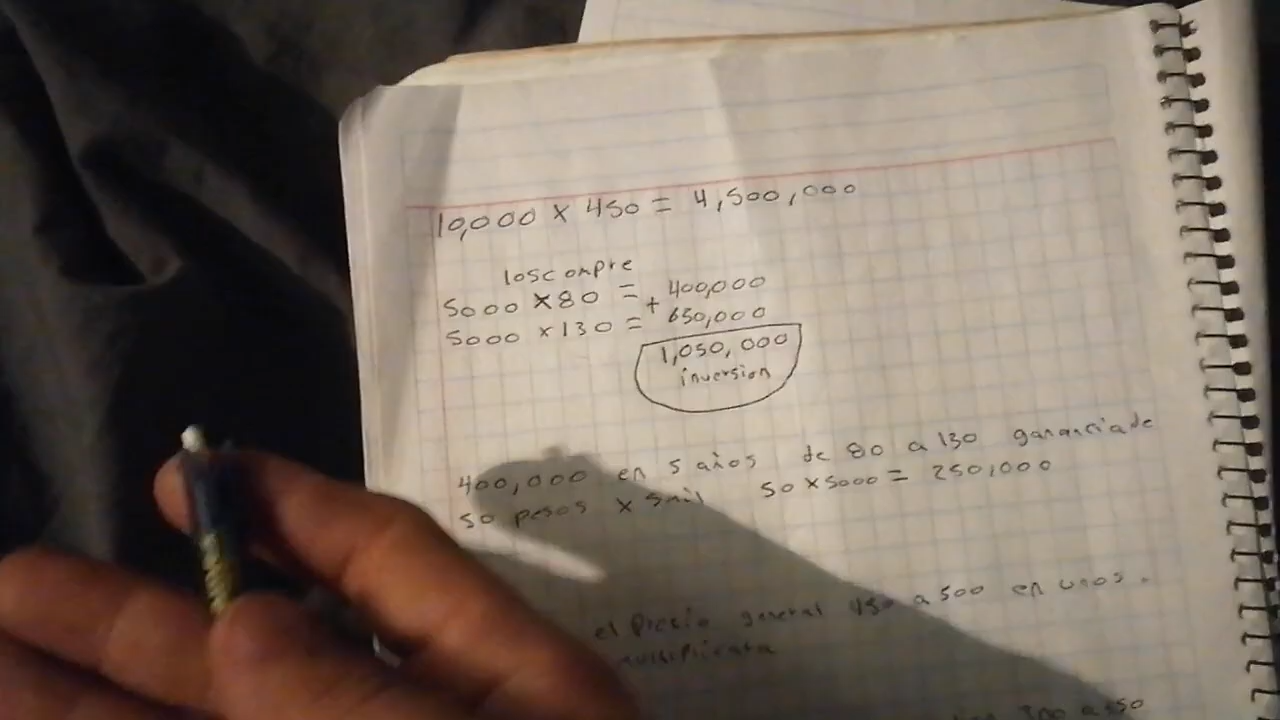 10,000 x 450 = 4,500,000
los compre
5000 x 80 = 400,000
5000 x 130 = + 650,000
1,050,000
inversion
400,000 en 5 años de 80 a 130 ganancia de
50 pesos x 5mil 50 x 5000 = 250,000
el Precio general 450 a 500 en unos.